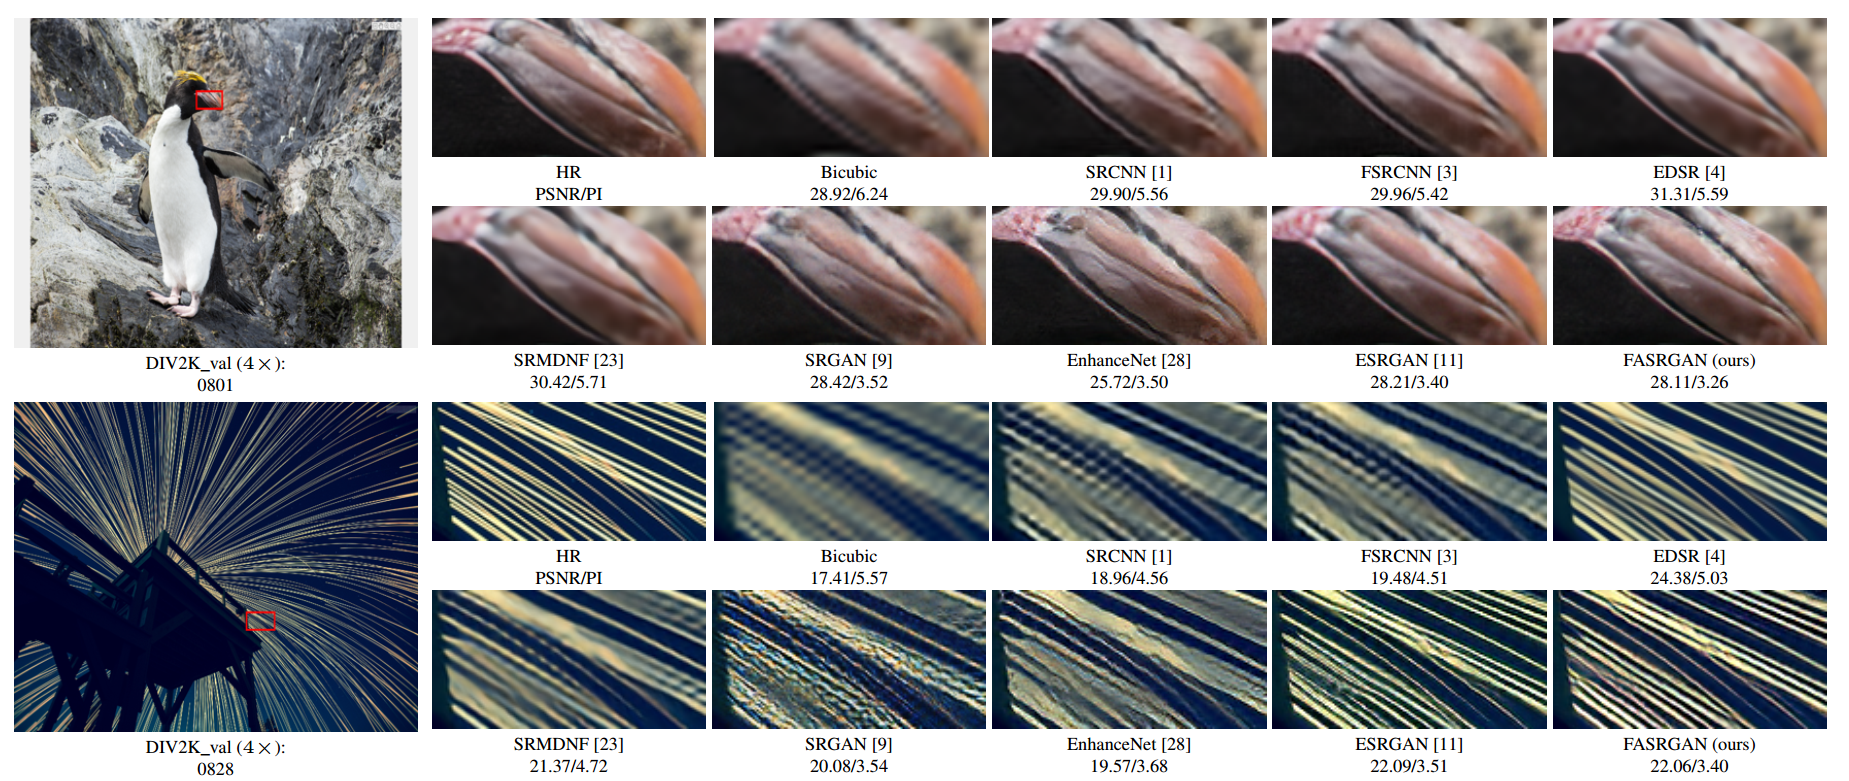 HR
PSNR/PI
Bicubic
28.92/6.24
SRCNN [1]
29.90/5.56
FSRCNN [3]
29.96/5.42
EDSR [4]
31.31/5.59
SRMDNF [23]
30.42/5.71
SRGAN [9]
28.42/3.52
EnhanceNet [28]
25.72/3.50
ESRGAN [11]
28.21/3.40
FASRGAN (ours)
28.11/3.26
DIV2K_val (4×):
0801
HR
PSNR/PI
Bicubic
17.41/5.57
SRCNN [1]
18.96/4.56
FSRCNN [3]
19.48/4.51
EDSR [4]
24.38/5.03
SRMDNF [23]
21.37/4.72
SRGAN [9]
20.08/3.54
EnhanceNet [28]
19.57/3.68
ESRGAN [11]
22.09/3.51
FASRGAN (ours)
22.06/3.40
DIV2K_val (4×):
0828